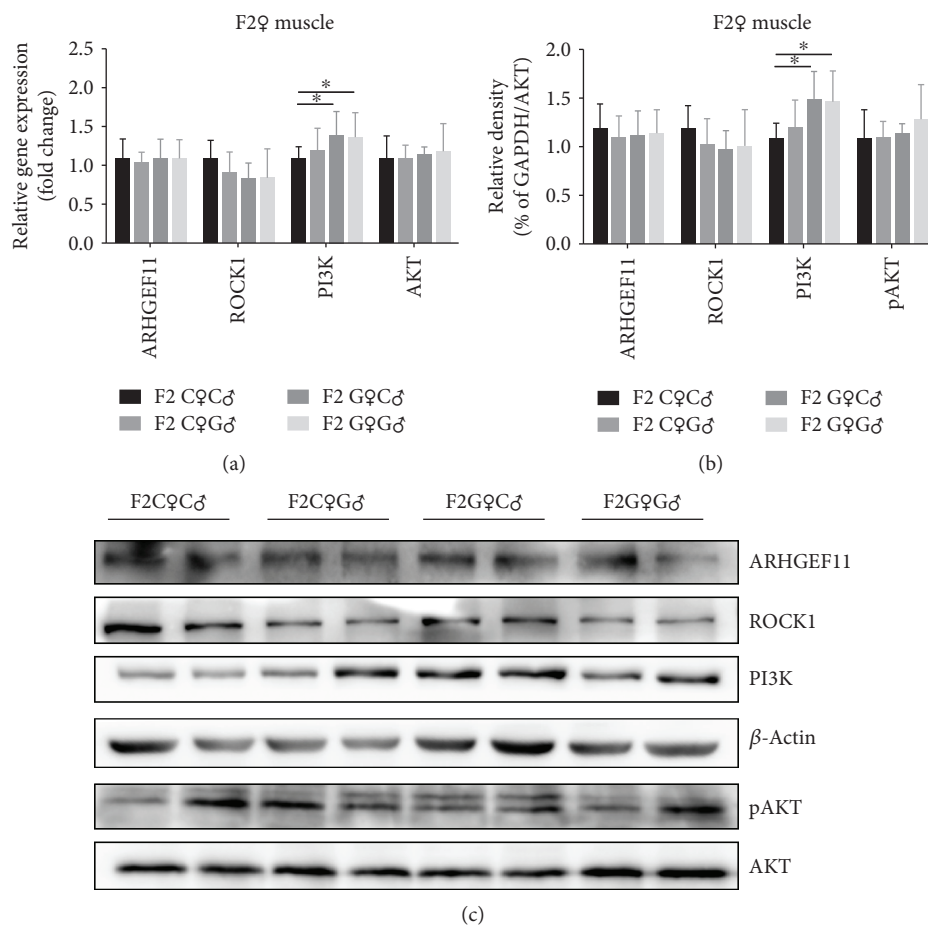 F2♀ muscle
Relative gene expression
(fold change)
2.5
2.0
1.5
1.0
0.5
0.0
*
*
ARHGEF11
ROCK1
PI3K
AKT
F2 C♀C♂ F2 G♀C♂
F2 C♀G♂ F2 G♀G♂
(a)
F2♀ muscle
Relative density
(% of GAPDH/AKT)
2.0
1.5
1.0
0.5
0.0
*
*
ARHGEF11
ROCK1
PI3K
pAKT
F2 C♀C♂ F2 G♀C♂
F2 C♀G♂ F2 G♀G♂
(b)
F2C♀C♂ F2C♀G♂ F2G♀C♂ F2G♀G♂
ARHGEF11
ROCK1
PI3K
β-Actin
pAKT
AKT
(c)